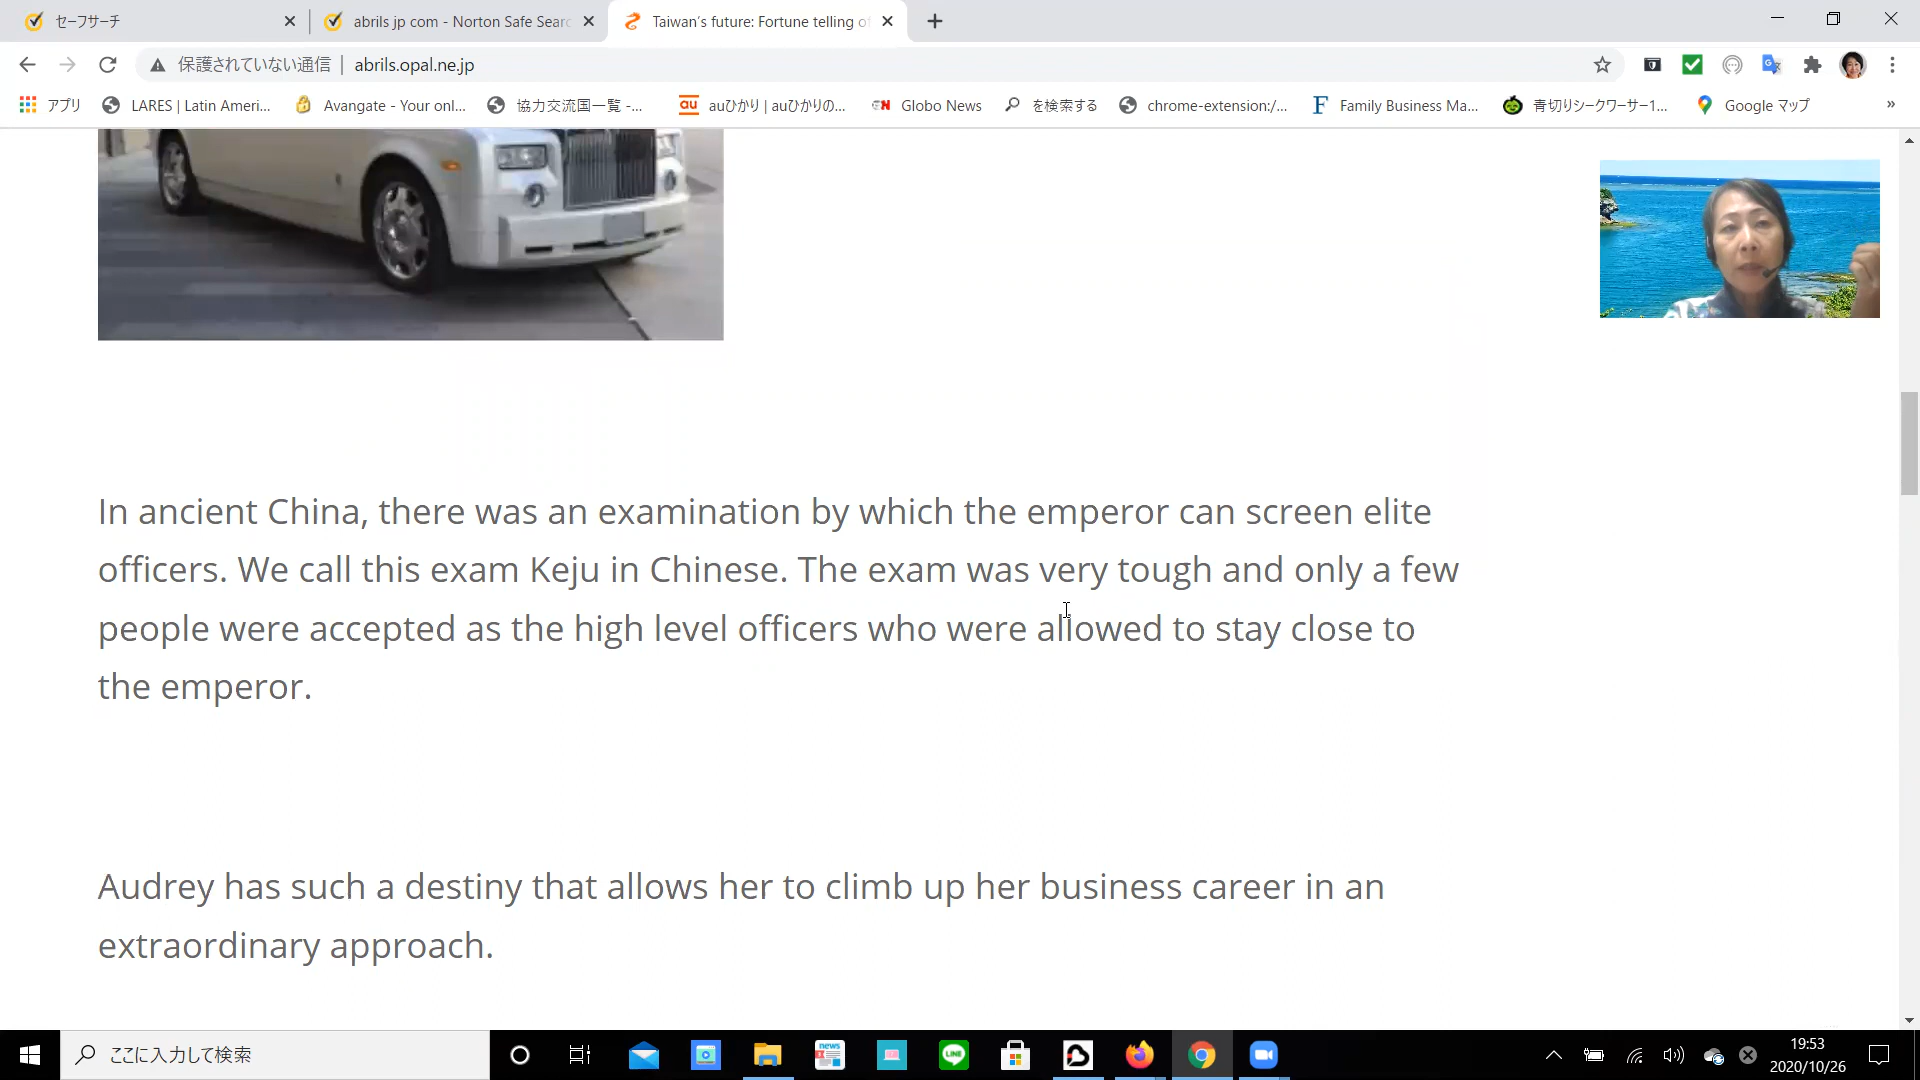 セーフサーチ
abrils jp com - Norton Safe Searc
Taiwan's future: Fortune telling of
保護されていない通信 | abrils.opal.ne.jp
アプリ
LARES | Latin Ameri...
Avangate - Your onl...
協力交流国一覧 -...
au
auひかり | auひかりの...
Globo News
を検索する
chrome-extension:/...
F
Family Business Ma...
青切りシークワーサー1...
Google マップ
»
In ancient China, there was an examination by which the emperor can screen elite
officers. We call this exam Keju in Chinese. The exam was very tough and only a few
people were accepted as the high level officers who were allowed to stay close to
the emperor.
Audrey has such a destiny that allows her to climb up her business career in an
extraordinary approach.
ここに入力して検索
news
LINE
19:53
2020/10/26